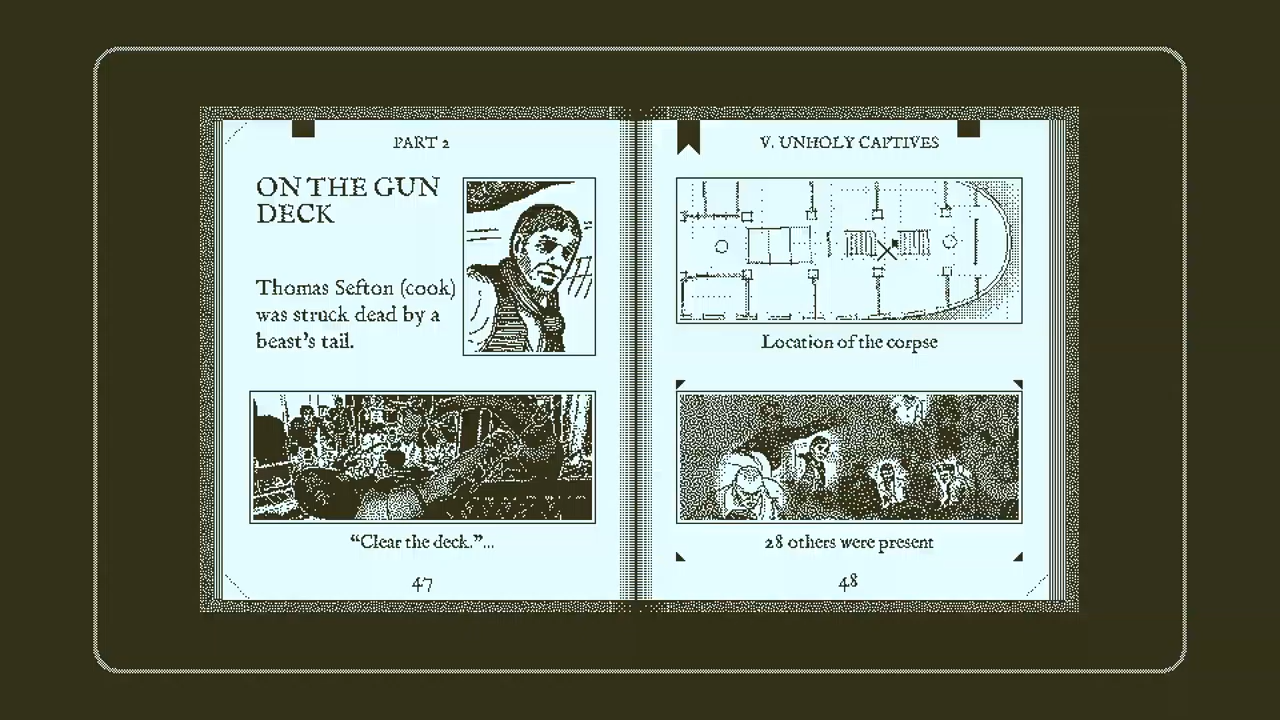 PART 2
ON THE GUN
DECK
Thomas Sefton (cook)
was struck dead by a
beast's tail.
“Clear the deck.”...
47
V. UNHOLY CAPTIVES
Location of the corpse
28 others were present
48